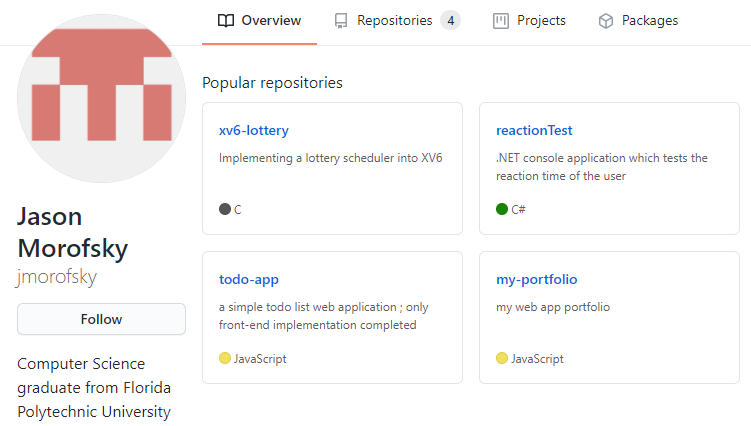 Overview
Repositories 4
Projects
Packages
Popular repositories
xv6-lottery
Implementing a lottery scheduler into XV6
C
reactionTest
.NET console application which tests the
reaction time of the user
C#
todo-app
a simple todo list web application ; only
front-end implementation completed
JavaScript
my-portfolio
my web app portfolio
JavaScript
Jason
Morofsky
jmorofsky
Follow
Computer Science
graduate from Florida
Polytechnic University